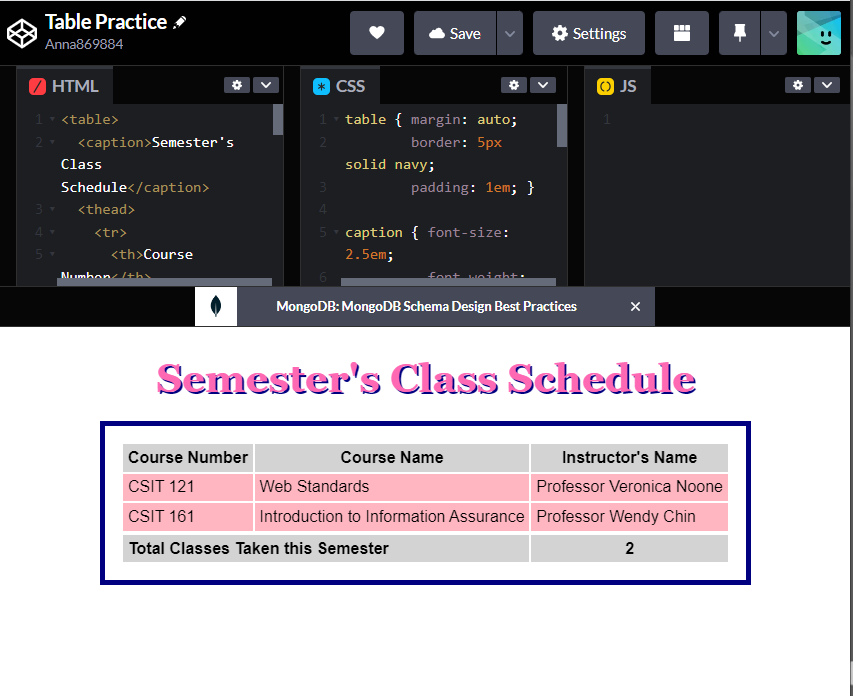 Table Practice
Anna869884
Save
Settings
HTML
1 <table>
2 <caption>Semester's
Class
Schedule</caption>
3 <thead>
4 <tr>
5 <th>Course
Number</th>
CSS
1 table { margin: auto;
2 border: 5px
solid navy;
3 padding: 1em; }
4
5 caption { font-size:
2.5em;
6 font-weight:
JS
1
MongoDB: MongoDB Schema Design Best Practices
Semester's Class Schedule
Course Number Course Name Instructor's Name
CSIT 121 Web Standards Professor Veronica Noone
CSIT 161 Introduction to Information Assurance Professor Wendy Chin
Total Classes Taken this Semester 2